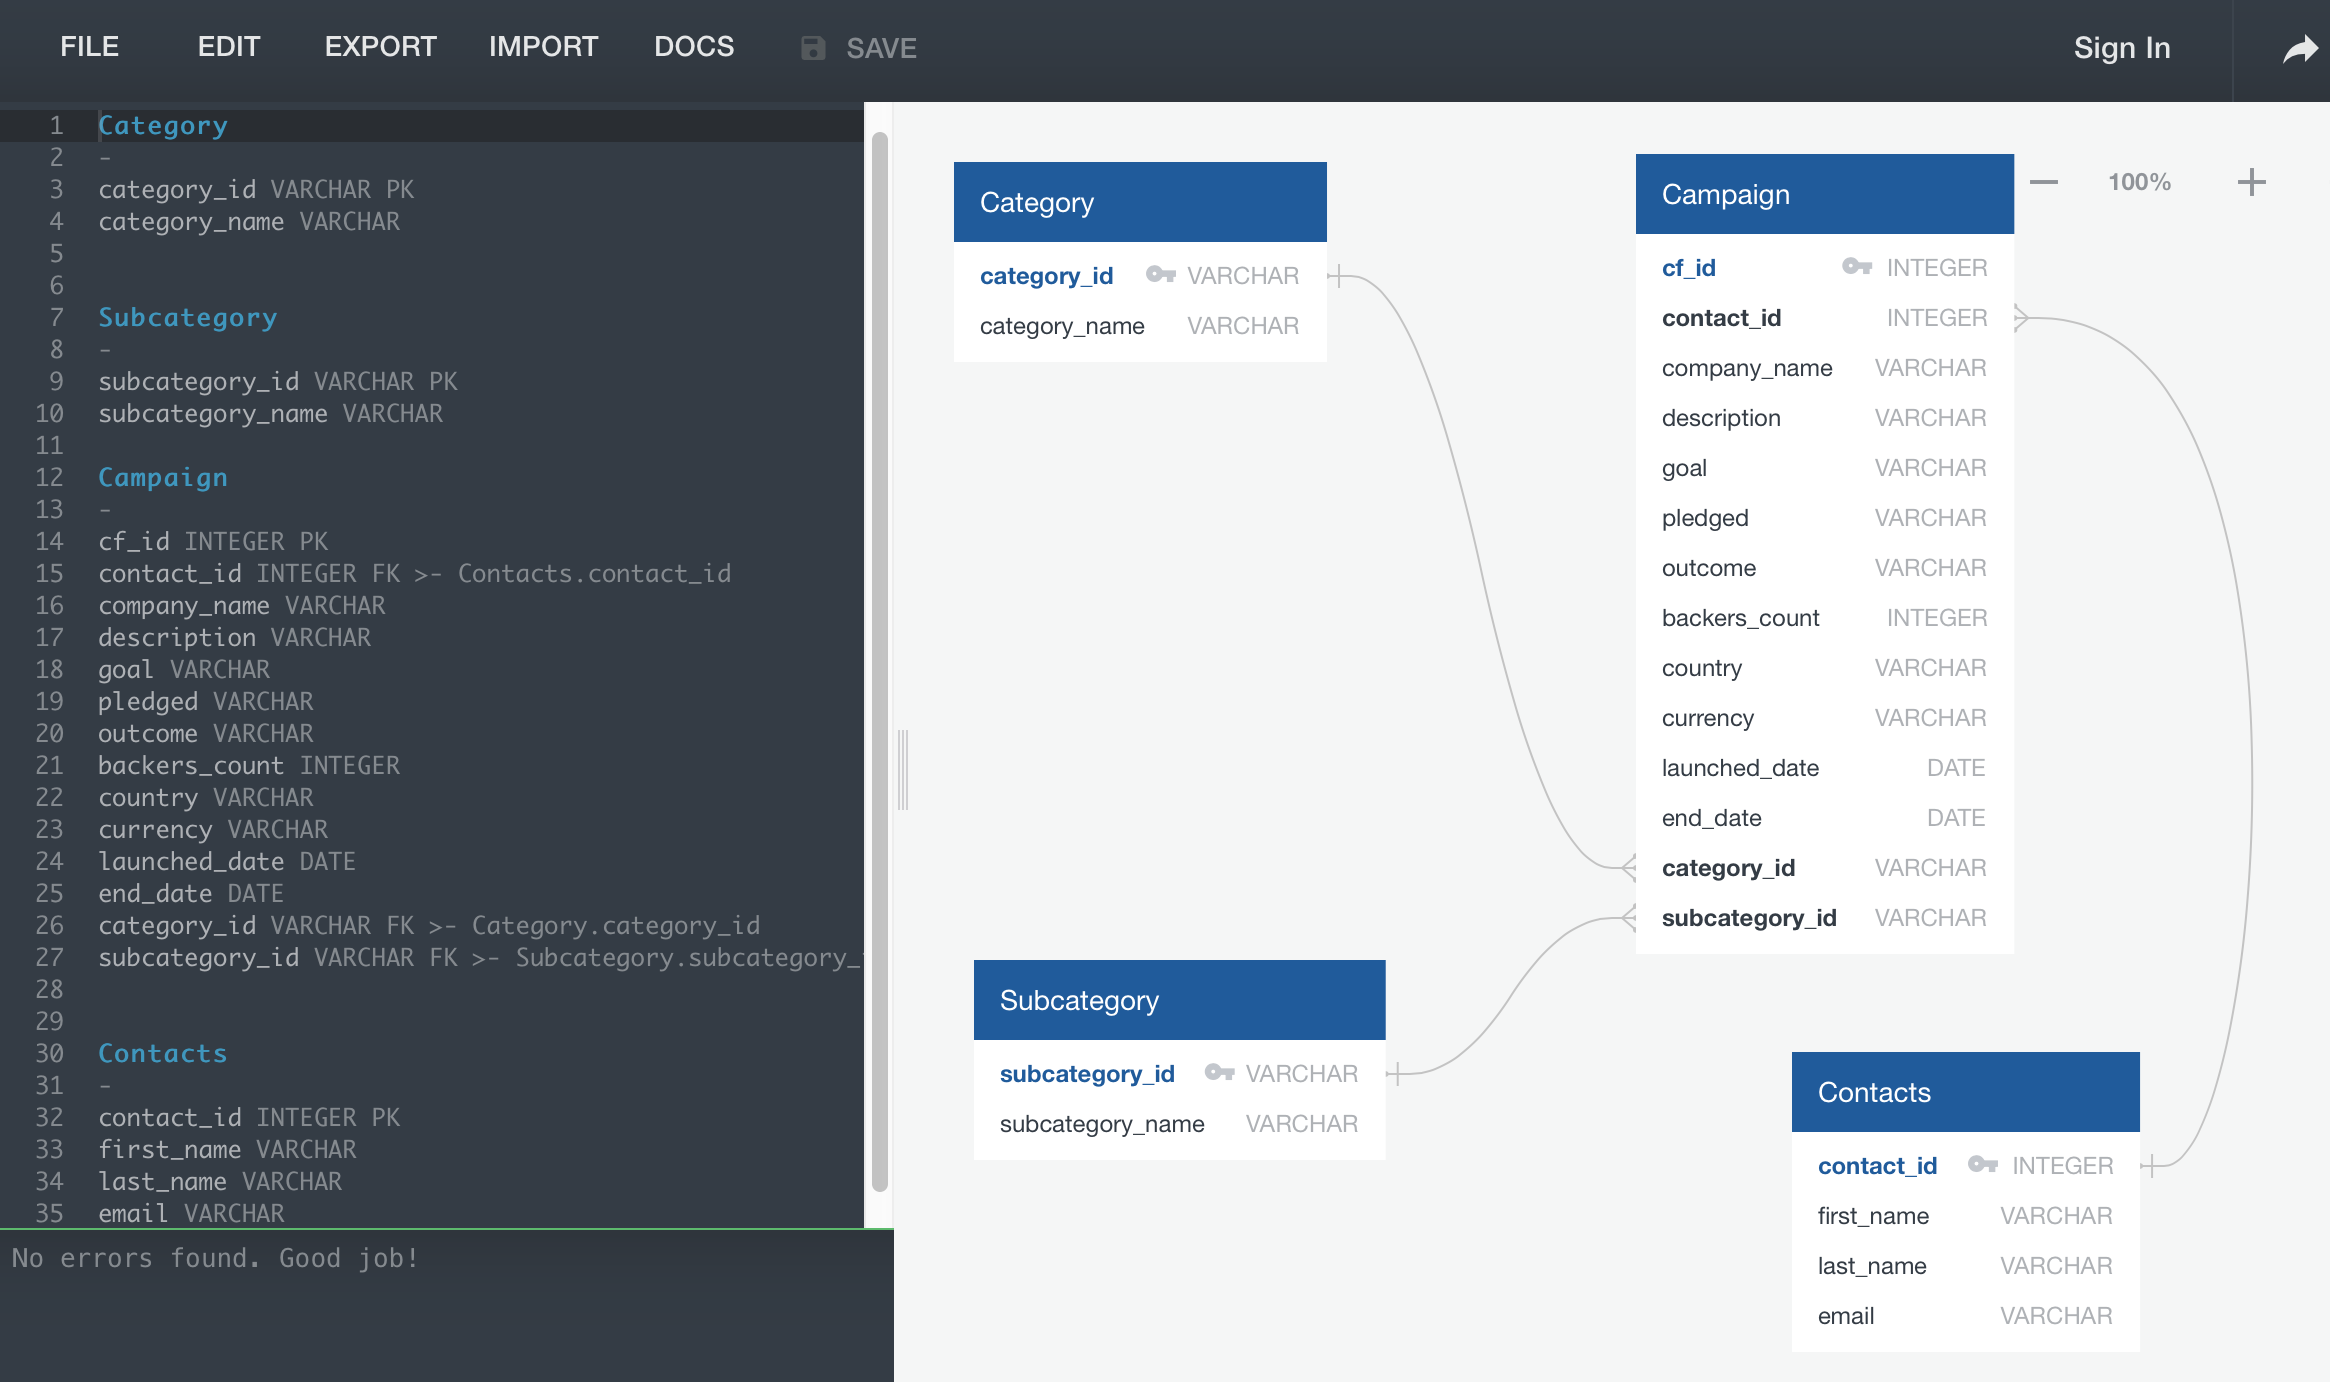 FILE EDIT EXPORT IMPORT DOCS SAVE Sign In
1 Category
2 -
3 category_id VARCHAR PK
4 category_name VARCHAR
5
6
7 Subcategory
8 -
9 subcategory_id VARCHAR PK
10 subcategory_name VARCHAR
11
12 Campaign
13 -
14 cf_id INTEGER PK
15 contact_id INTEGER FK >- Contacts.contact_id
16 company_name VARCHAR
17 description VARCHAR
18 goal VARCHAR
19 pledged VARCHAR
20 outcome VARCHAR
21 backers_count INTEGER
22 country VARCHAR
23 currency VARCHAR
24 launched_date DATE
25 end_date DATE
26 category_id VARCHAR FK >- Category.category_id
27 subcategory_id VARCHAR FK >- Subcategory.subcategory_
28
29
30 Contacts
31 -
32 contact_id INTEGER PK
33 first_name VARCHAR
34 last_name VARCHAR
35 email VARCHAR
No errors found. Good job!
Category
category_id VARCHAR
category_name VARCHAR
Subcategory
subcategory_id VARCHAR
subcategory_name VARCHAR
Campaign
cf_id INTEGER
contact_id INTEGER
company_name VARCHAR
description VARCHAR
goal VARCHAR
pledged VARCHAR
outcome VARCHAR
backers_count INTEGER
country VARCHAR
currency VARCHAR
launched_date DATE
end_date DATE
category_id VARCHAR
subcategory_id VARCHAR
100%
Contacts
contact_id INTEGER
first_name VARCHAR
last_name VARCHAR
email VARCHAR